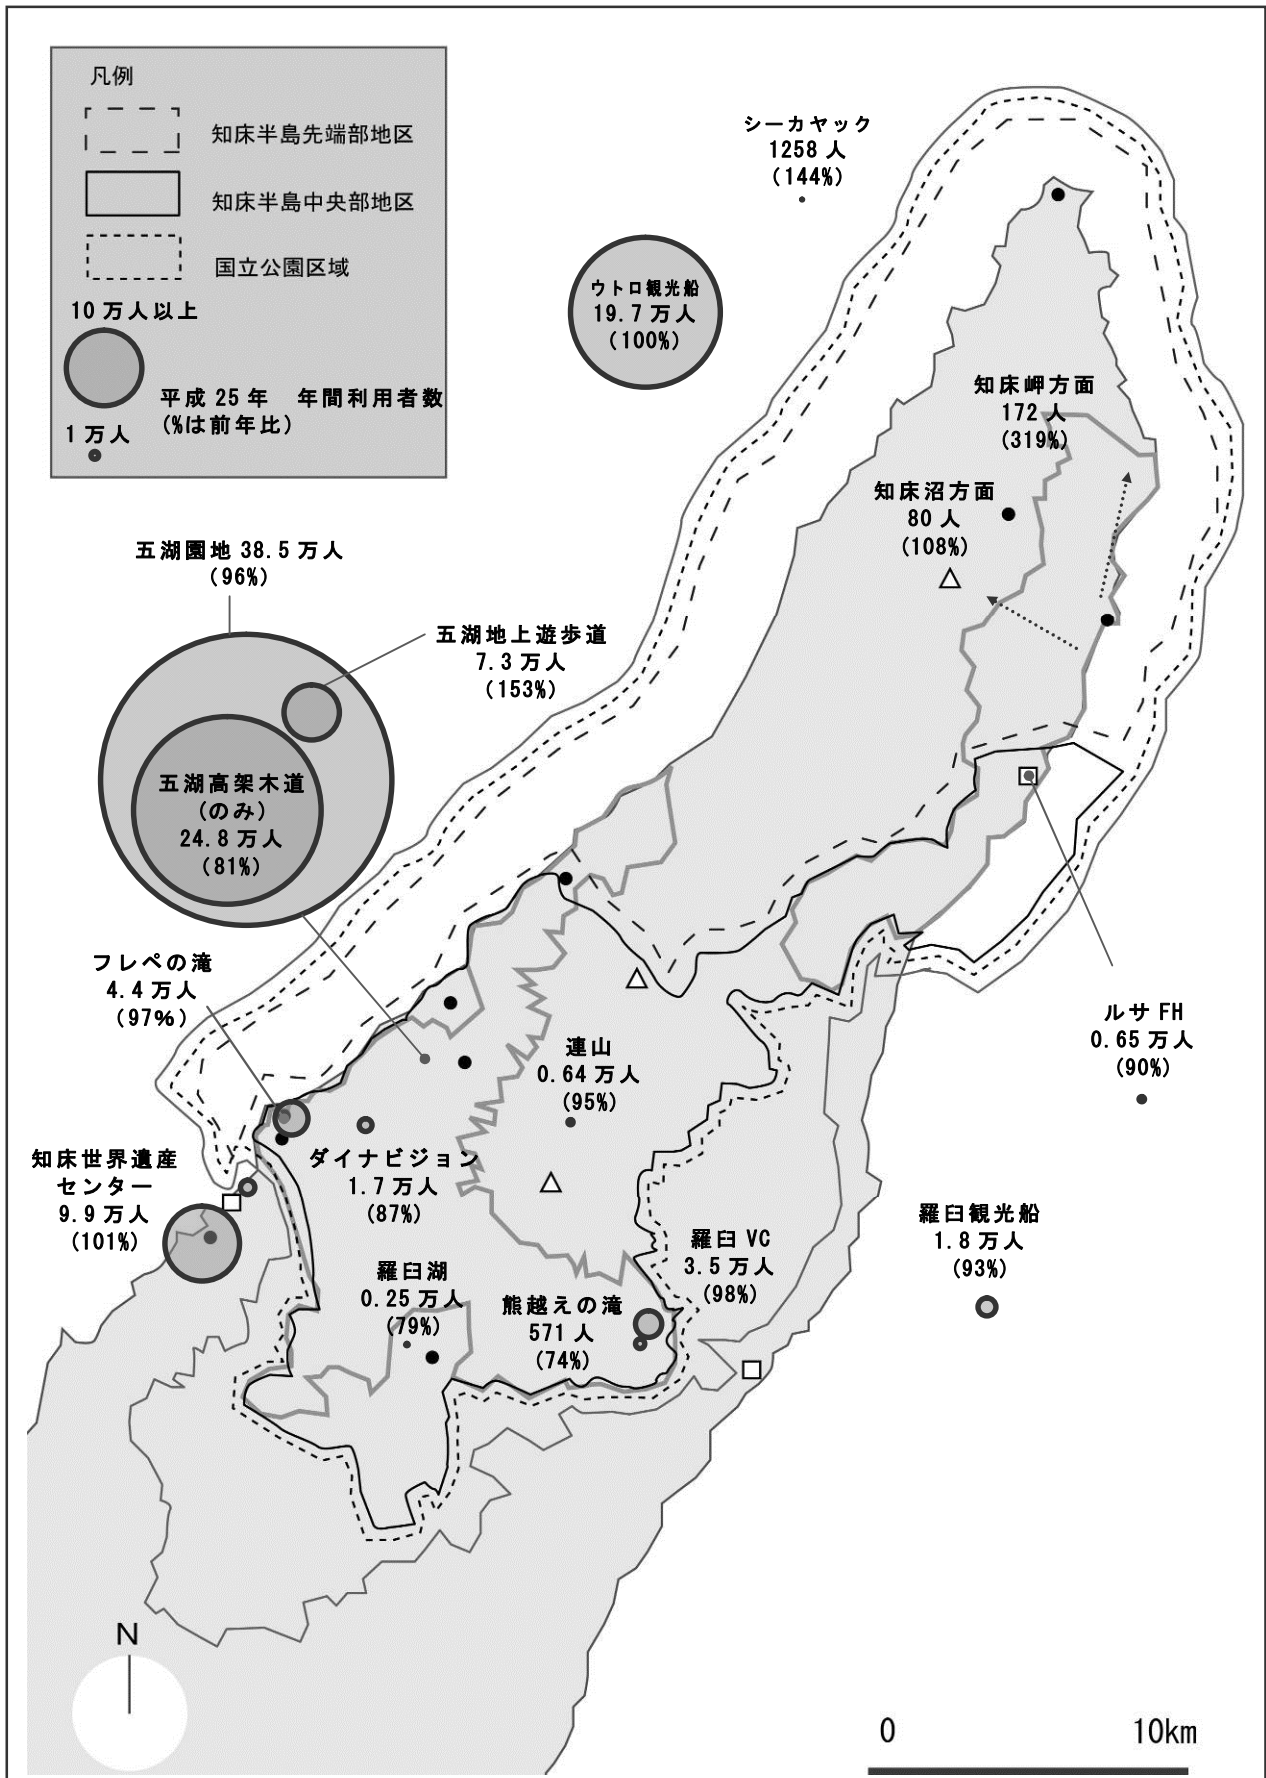 凡例
知床半島先端部地区
知床半島中央部地区
国立公園区域
10万人以上
平成25年　年間利用者数
(%は前年比)
1万人
シーカヤック
1258人
(144%)
ウトロ観光船
19.7万人
(100%)
知床岬方面
172人
(319%)
知床沼方面
80人
(108%)
五湖園地 38.5万人
(96%)
五湖地上遊歩道
7.3万人
(153%)
五湖高架木道
(のみ)
24.8万人
(81%)
フレペの滝
4.4万人
(97%)
連山
0.64万人
(95%)
ルサFH
0.65万人
(90%)
知床世界遺産
センター
9.9万人
(101%)
ダイナビジョン
1.7万人
(87%)
羅臼湖
0.25万人
(79%)
熊越えの滝
571人
(74%)
羅臼VC
3.5万人
(98%)
羅臼観光船
1.8万人
(93%)
N
0 10km